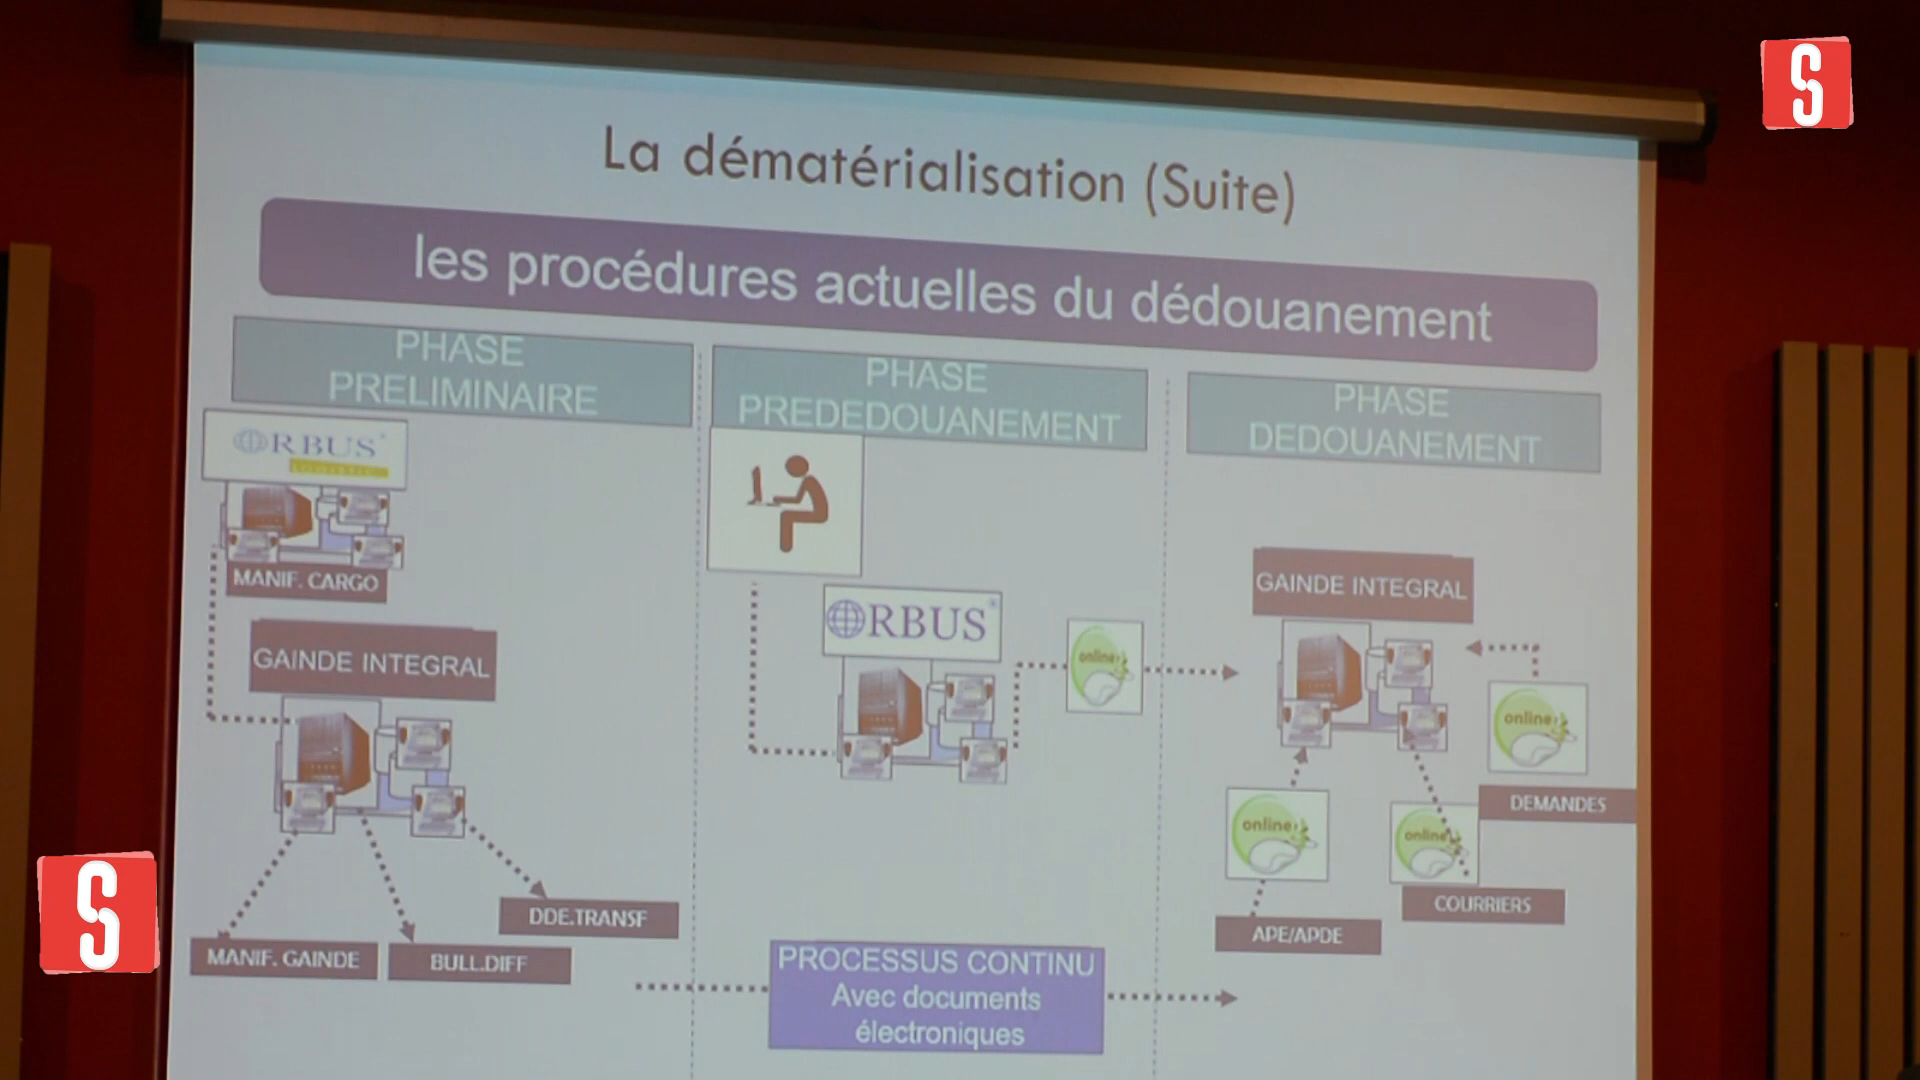 S
La dématérialisation (Suite)
les procédures actuelles du dédouanement
PHASE
PRELIMINAIRE
PHASE
PREDEDOUANEMENT
PHASE
DEDOUANEMENT
ORBUS
MANIF. CARGO
GAINDE INTEGRAL
MANIF. GAINDE
BULL.DIFF
DDE.TRANSF
ORBUS
online
PROCESSUS CONTINU
Avec documents
électroniques
GAINDE INTEGRAL
online
DEMANDES
online
online
COURRIERS
APE/APDE
S